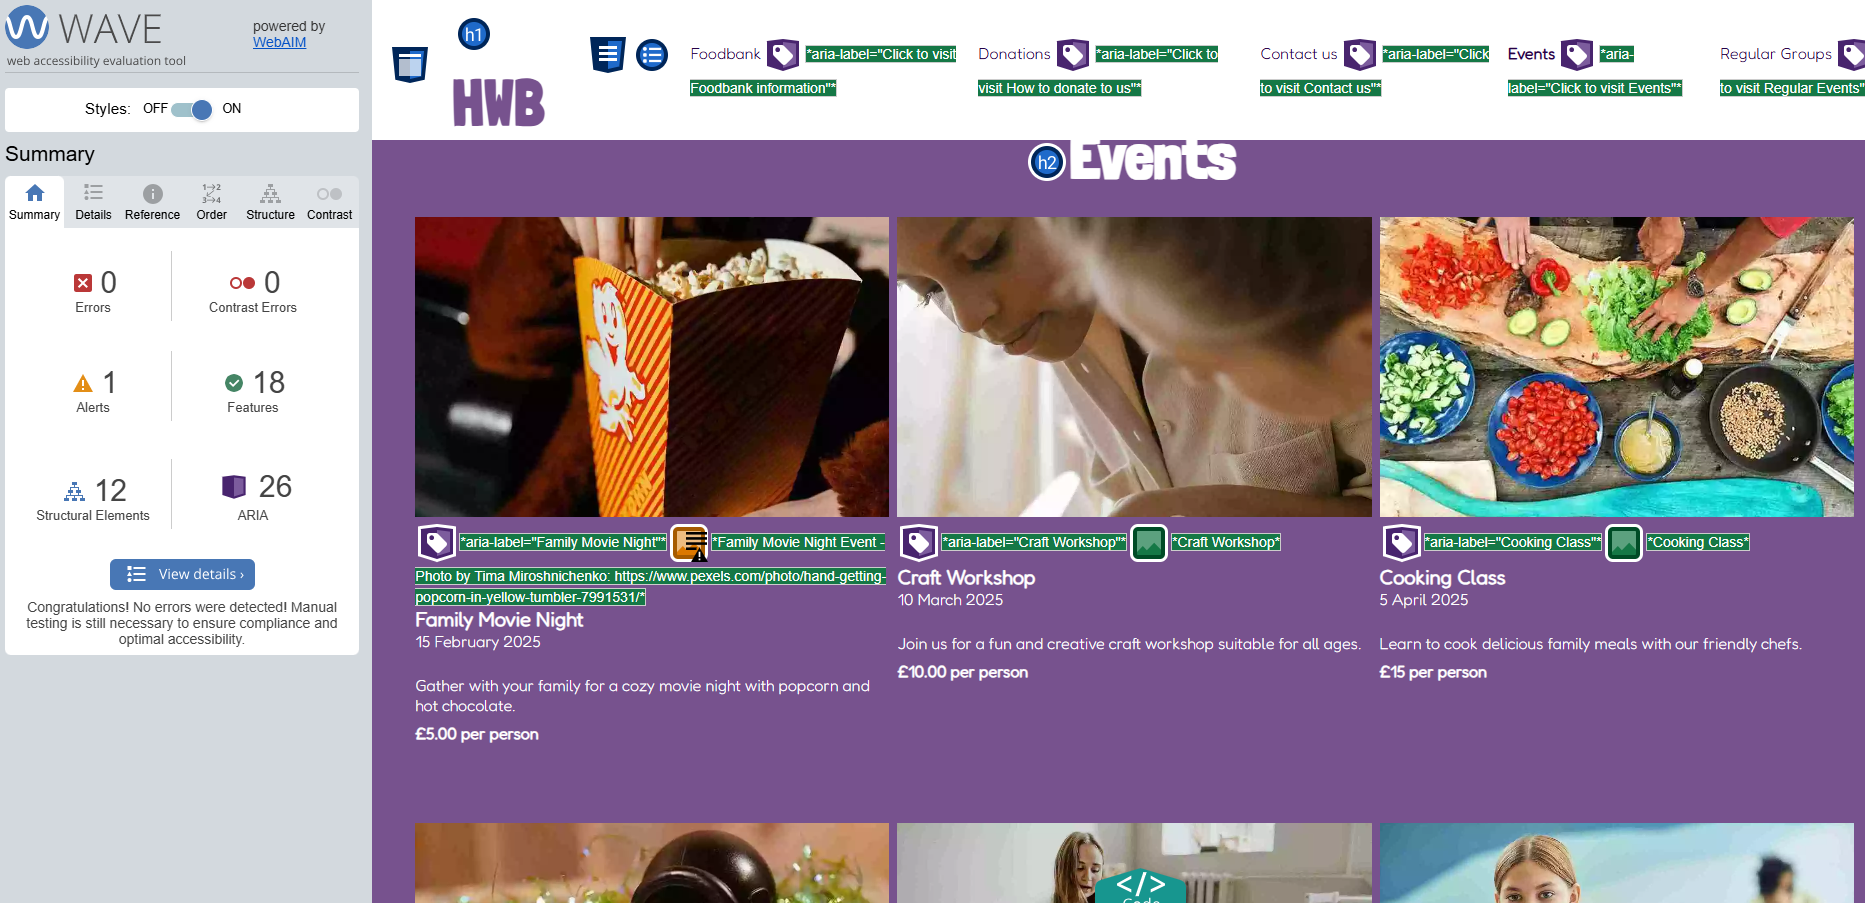 WAVE
powered by
WebAIM
web accessibility evaluation tool
Styles: OFF ON
Summary
Summary Details Reference Order Structure Contrast
0 Errors
0 Contrast Errors
1 Alerts
18 Features
12 Structural Elements
26 ARIA
View details ›
Congratulations! No errors were detected! Manual
testing is still necessary to ensure compliance and
optimal accessibility.
h1
HWB
Foodbank *aria-label="Click to visit
Foodbank information"*
Donations *aria-label="Click to
visit How to donate to us"*
Contact us *aria-label="Click
to visit Contact us"*
Events *aria-
label="Click to visit Events"*
Regular Groups
to visit Regular Events"
h2 Events
*aria-label="Family Movie Night"* *Family Movie Night Event -
Photo by Tima Miroshnichenko: https://www.pexels.com/photo/hand-getting-
popcorn-in-yellow-tumbler-7991531/*
Family Movie Night
15 February 2025
Gather with your family for a cozy movie night with popcorn and
hot chocolate.
£5.00 per person
*aria-label="Craft Workshop"* *Craft Workshop*
Craft Workshop
10 March 2025
Join us for a fun and creative craft workshop suitable for all ages.
£10.00 per person
*aria-label="Cooking Class"* *Cooking Class*
Cooking Class
5 April 2025
Learn to cook delicious family meals with our friendly chefs.
£15 per person
</>
Code